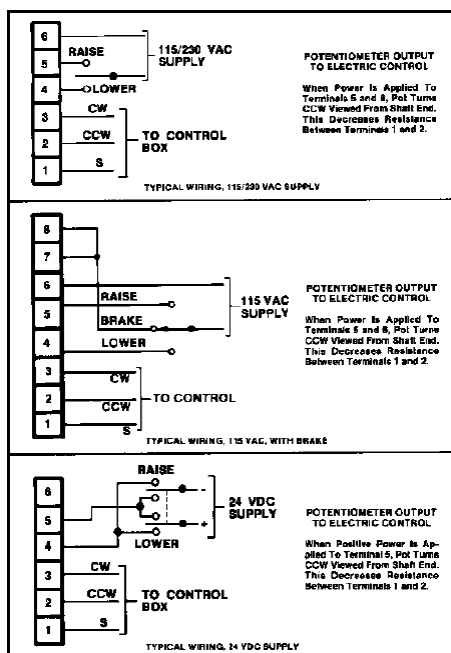 6
115/230 VAC
SUPPLY
RAISE
5
4
LOWER
3
CW
2
CCW
TO CONTROL
BOX
1
S
POTENTIOMETER OUTPUT
TO ELECTRIC CONTROL
When Power Is Applied To
Terminals 5 and 6, Pot Turns
CCW Viewed From Shaft End.
This Decreases Resistance
Between Terminals 1 and 2.
TYPICAL WIRING, 115/230 VAC SUPPLY
8
7
6
RAISE
5
BRAKE
115 VAC
SUPPLY
4
LOWER
3
CW
2
CCW
TO CONTROL
1
S
POTENTIOMETER OUTPUT
TO ELECTRIC CONTROL
When Power Is Applied To
Terminals 5 and 6, Pot Turns
CCW Viewed From Shaft End.
This Decreases Resistance
Between Terminals 1 and 2.
TYPICAL WIRING, 115 VAC, WITH BRAKE
RAISE
6
-
24 VDC
SUPPLY
5
+
4
LOWER
3
CW
2
CCW
TO CONTROL
BOX
1
S
POTENTIOMETER OUTPUT
TO ELECTRIC CONTROL
When Positive Power Is Ap-
plied To Terminal 5, Pot Turns
CCW Viewed From Shaft End.
This Decreases Resistance
Between Terminals 1 and 2.
TYPICAL WIRING, 24 VDC SUPPLY